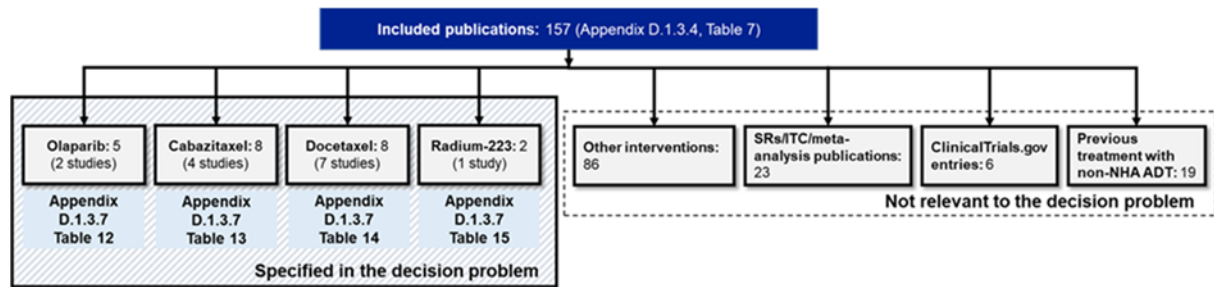 Included publications: 157 (Appendix D.1.3.4, Table 7)
Olaparib: 5
(2 studies)
Cabazitaxel: 8
(4 studies)
Docetaxel: 8
(7 studies)
Radium-223: 2
(1 study)
Other interventions:
86
SRs/ITC/meta-
analysis publications:
23
ClinicalTrials.gov
entries: 6
Previous
treatment with
non-NHA ADT: 19
Appendix
D.1.3.7
Table 12
Appendix
D.1.3.7
Table 13
Appendix
D.1.3.7
Table 14
Appendix
D.1.3.7
Table 15
Not relevant to the decision problem
Specified in the decision problem